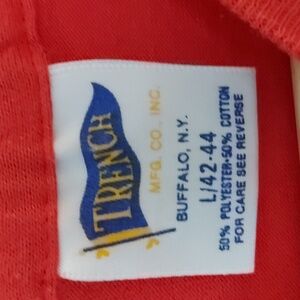 "TRENCH"
MFG. CO. INC.
BUFFALO, N.Y.
L/42-44
50% POLYESTER-50% COTTON
FOR CARE SEE REVERSE